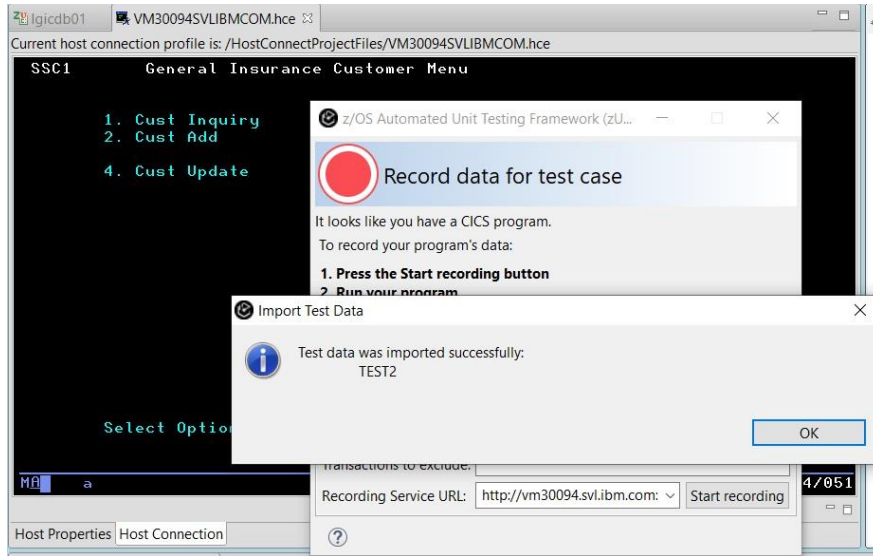 lgicdb01 VM30094SVLIBMCOM.hce
Current host connection profile is: /HostConnectProjectFiles/VM30094SVLIBMCOM.hce
SSC1 General Insurance Customer Menu
1. Cust Inquiry
2. Cust Add
4. Cust Update
z/OS Automated Unit Testing Framework (zU...
Record data for test case
It looks like you have a CICS program.
To record your program's data:
1. Press the Start recording button
2. Run your program
Import Test Data
Test data was imported successfully:
TEST2
OK
Select Optio
Transactions to exclude:
MA a
4/051
Recording Service URL: http://vm30094.svl.ibm.com: Start recording
Host Properties Host Connection